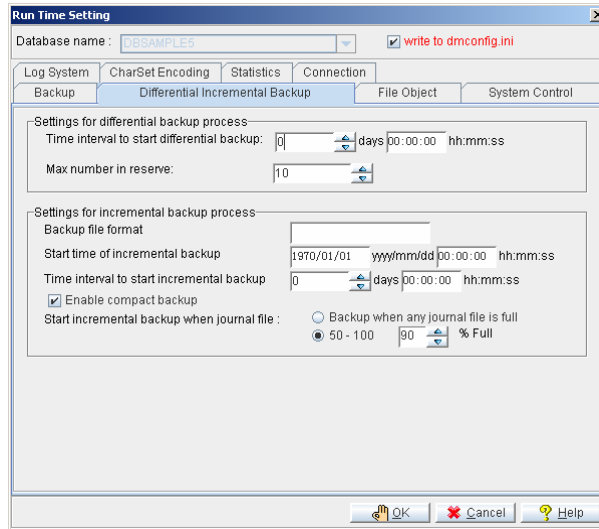 Run Time Setting
Database name : DBSAMPLE5 write to dmconfig.ini
Log System CharSet Encoding Statistics Connection
Backup Differential Incremental Backup File Object System Control
Settings for differential backup process
Time interval to start differential backup: 0 days 00:00:00 hh:mm:ss
Max number in reserve: 10
Settings for incremental backup process
Backup file format
Start time of incremental backup 1970/01/01 yyyy/mm/dd 00:00:00 hh:mm:ss
Time interval to start incremental backup 0 days 00:00:00 hh:mm:ss
Enable compact backup
Start incremental backup when journal file : Backup when any journal file is full
50 - 100 90 % Full
OK Cancel Help